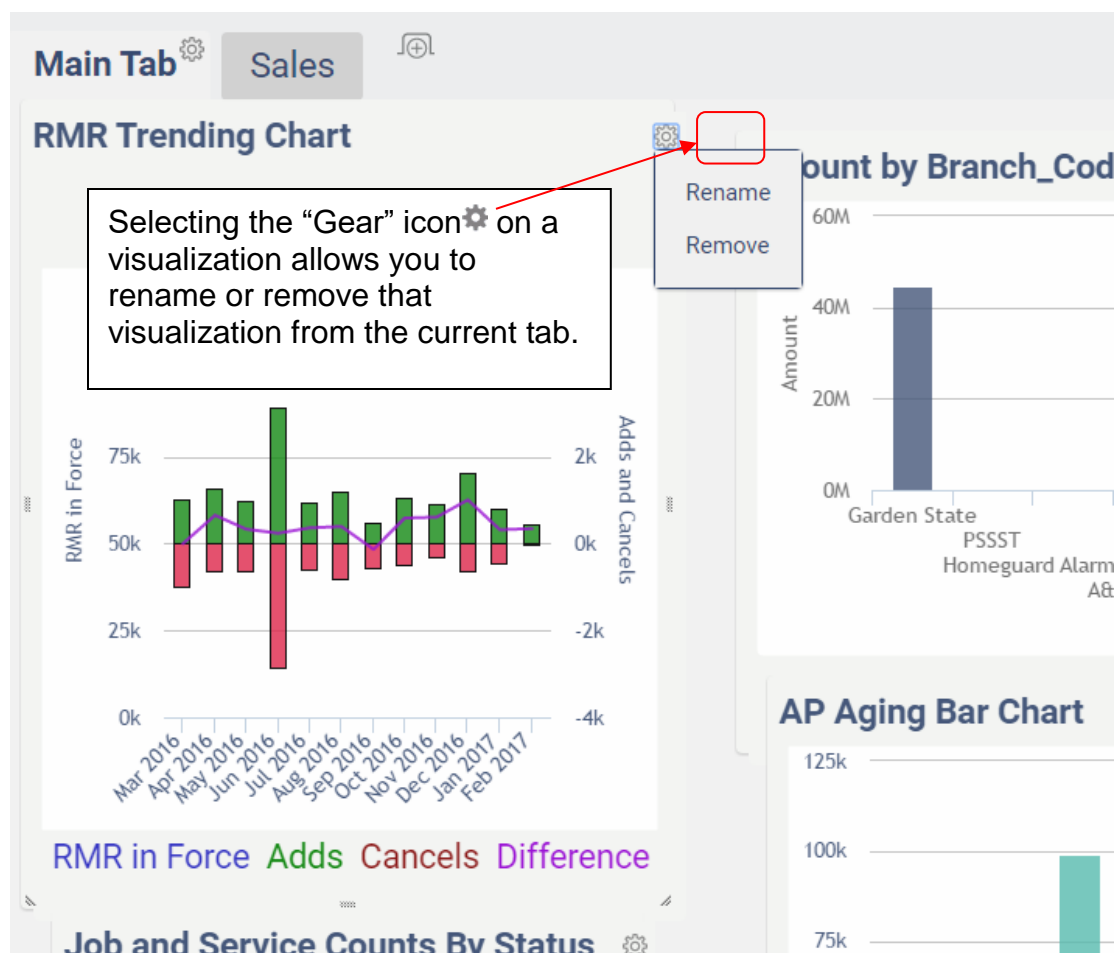 Main Tab
Sales
RMR Trending Chart
Rename
Remove
Selecting the “Gear” icon on a
visualization allows you to
rename or remove that
visualization from the current tab.
RMR in Force
75k
50k
25k
0k
2k
0k
-2k
-4k
Adds and Cancels
Mar 2016
Apr 2016
May 2016
Jun 2016
Jul 2016
Aug 2016
Sep 2016
Oct 2016
Nov 2016
Dec 2016
Jan 2017
Feb 2017
RMR in Force Adds Cancels Difference
Job and Service Counts By Status
ount by Branch_Cod
Amount
60M
40M
20M
0M
Garden State
PSSST
Homeguard Alarm
A&
AP Aging Bar Chart
125k
100k
75k